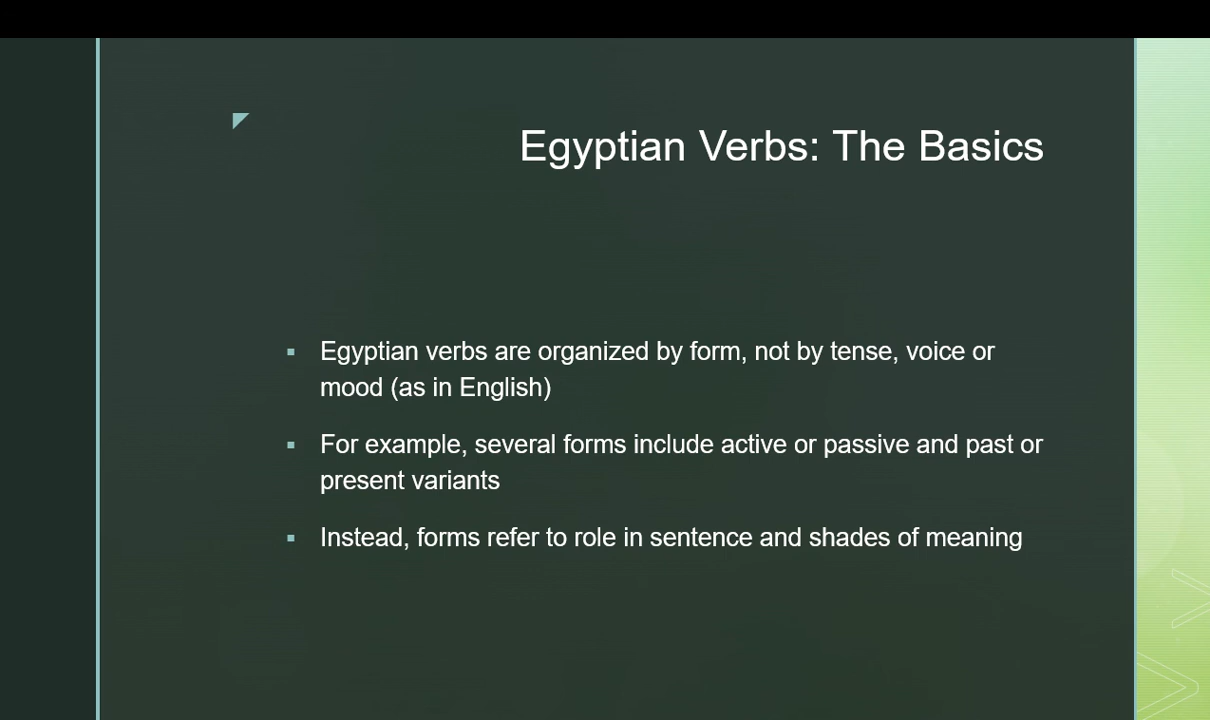 Egyptian Verbs: The Basics
Egyptian verbs are organized by form, not by tense, voice or
mood (as in English)
For example, several forms include active or passive and past or
present variants
Instead, forms refer to role in sentence and shades of meaning